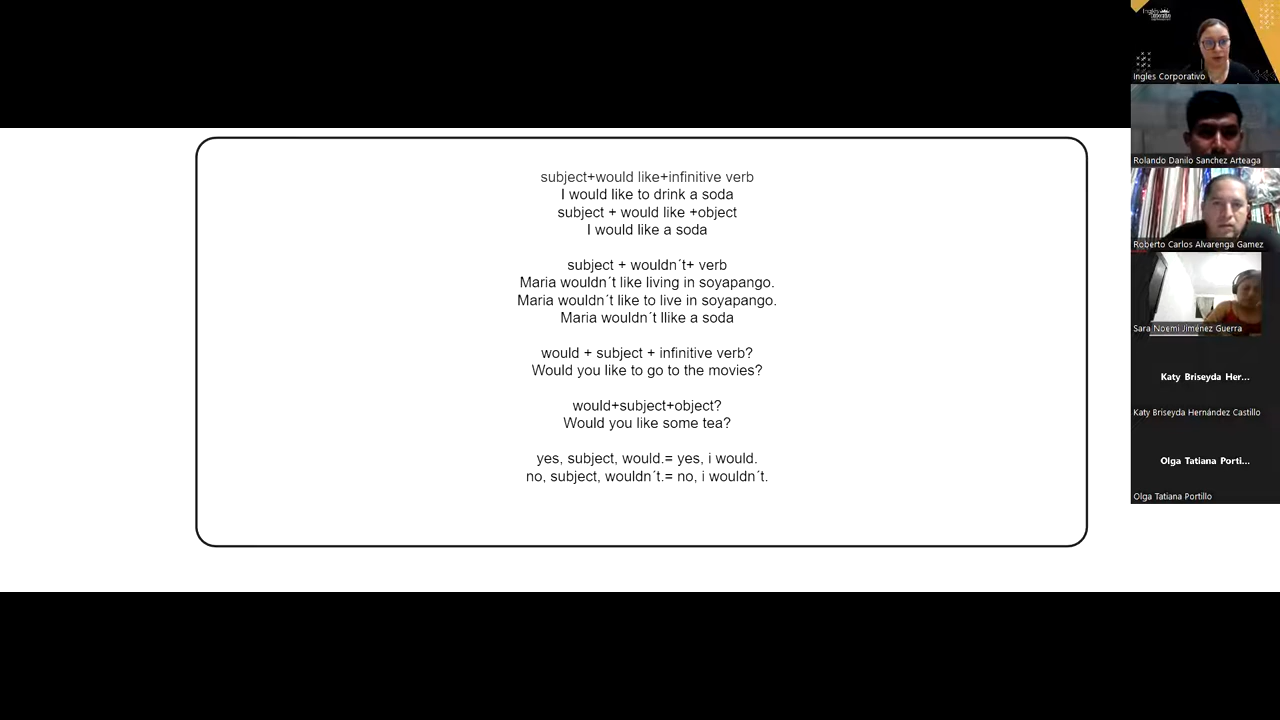 subject+would like+infinitive verb
I would like to drink a soda
subject + would like +object
I would like a soda
subject + wouldn´t+ verb
Maria wouldn´t like living in soyapango.
Maria wouldn´t like to live in soyapango.
Maria wouldn´t llike a soda
would + subject + infinitive verb?
Would you like to go to the movies?
would+subject+object?
Would you like some tea?
yes, subject, would.= yes, i would.
no, subject, wouldn´t.= no, i wouldn´t.
Ingles Corporativo
Rolando Danilo Sanchez Arteaga
Roberto Carlos Alvarenga Gamez
Sara Noemi Jiménez Guerra
Katy Briseyda Her...
Katy Briseyda Hernández Castillo
Olga Tatiana Porti...
Olga Tatiana Portillo